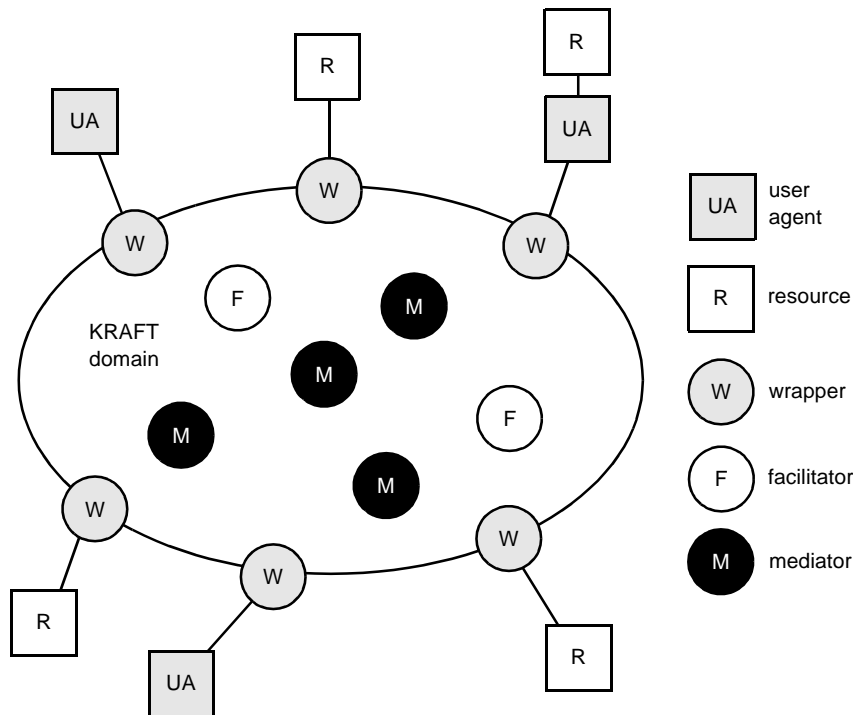 R
R
UA
UA
W
W
W
UA
user
agent
F
M
R
resource
KRAFT
domain
M
W
wrapper
M
F
M
F
facilitator
W
W
W
M
mediator
R
UA
R